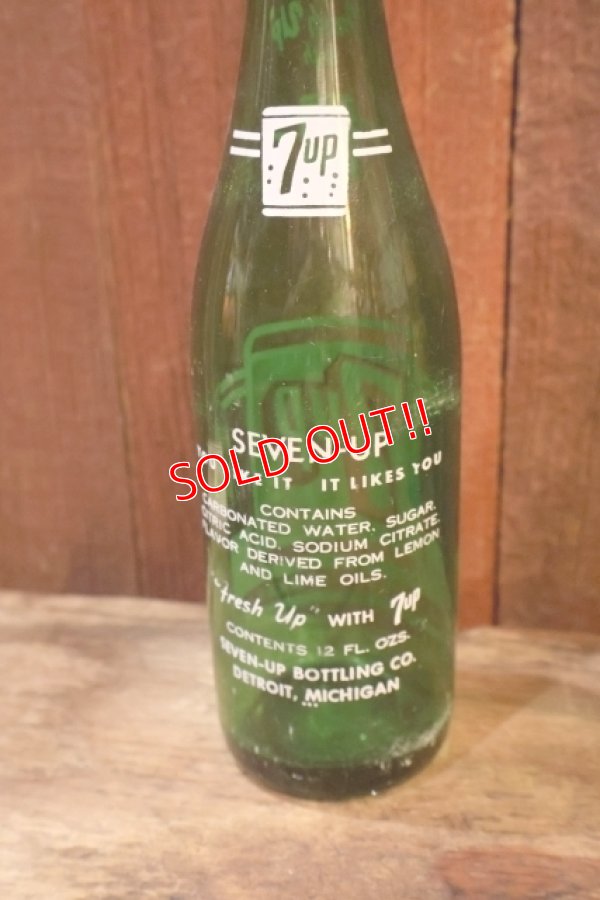 7up
SEVEN-UP
SOLD OUT!!
IT IT LIKES YOU
CONTAINS
CARBONATED WATER, SUGAR,
CITRIC ACID, SODIUM CITRATE.
FLAVOR DERIVED FROM LEMON
AND LIME OILS.
"Fresh Up" WITH 7up
CONTENTS 12 FL. OZS.
SEVEN-UP BOTTLING CO.
DETROIT, MICHIGAN